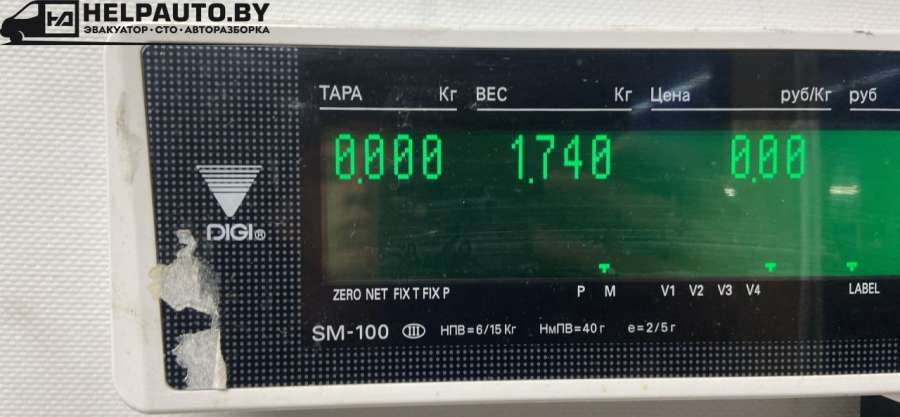 HELPAUTO.BY
ЭВАКУАТОР · СТО · АВТОРАЗБОРКА
ТАРА Кг ВЕС Кг Цена руб/Кг руб
0.000 1.740 0.00
DIGI®
ZERO NET FIX T FIX P P M V1 V2 V3 V4 LABEL
SM-100 III НПВ=6/15 Кг НмПВ=40 г e=2/5 г